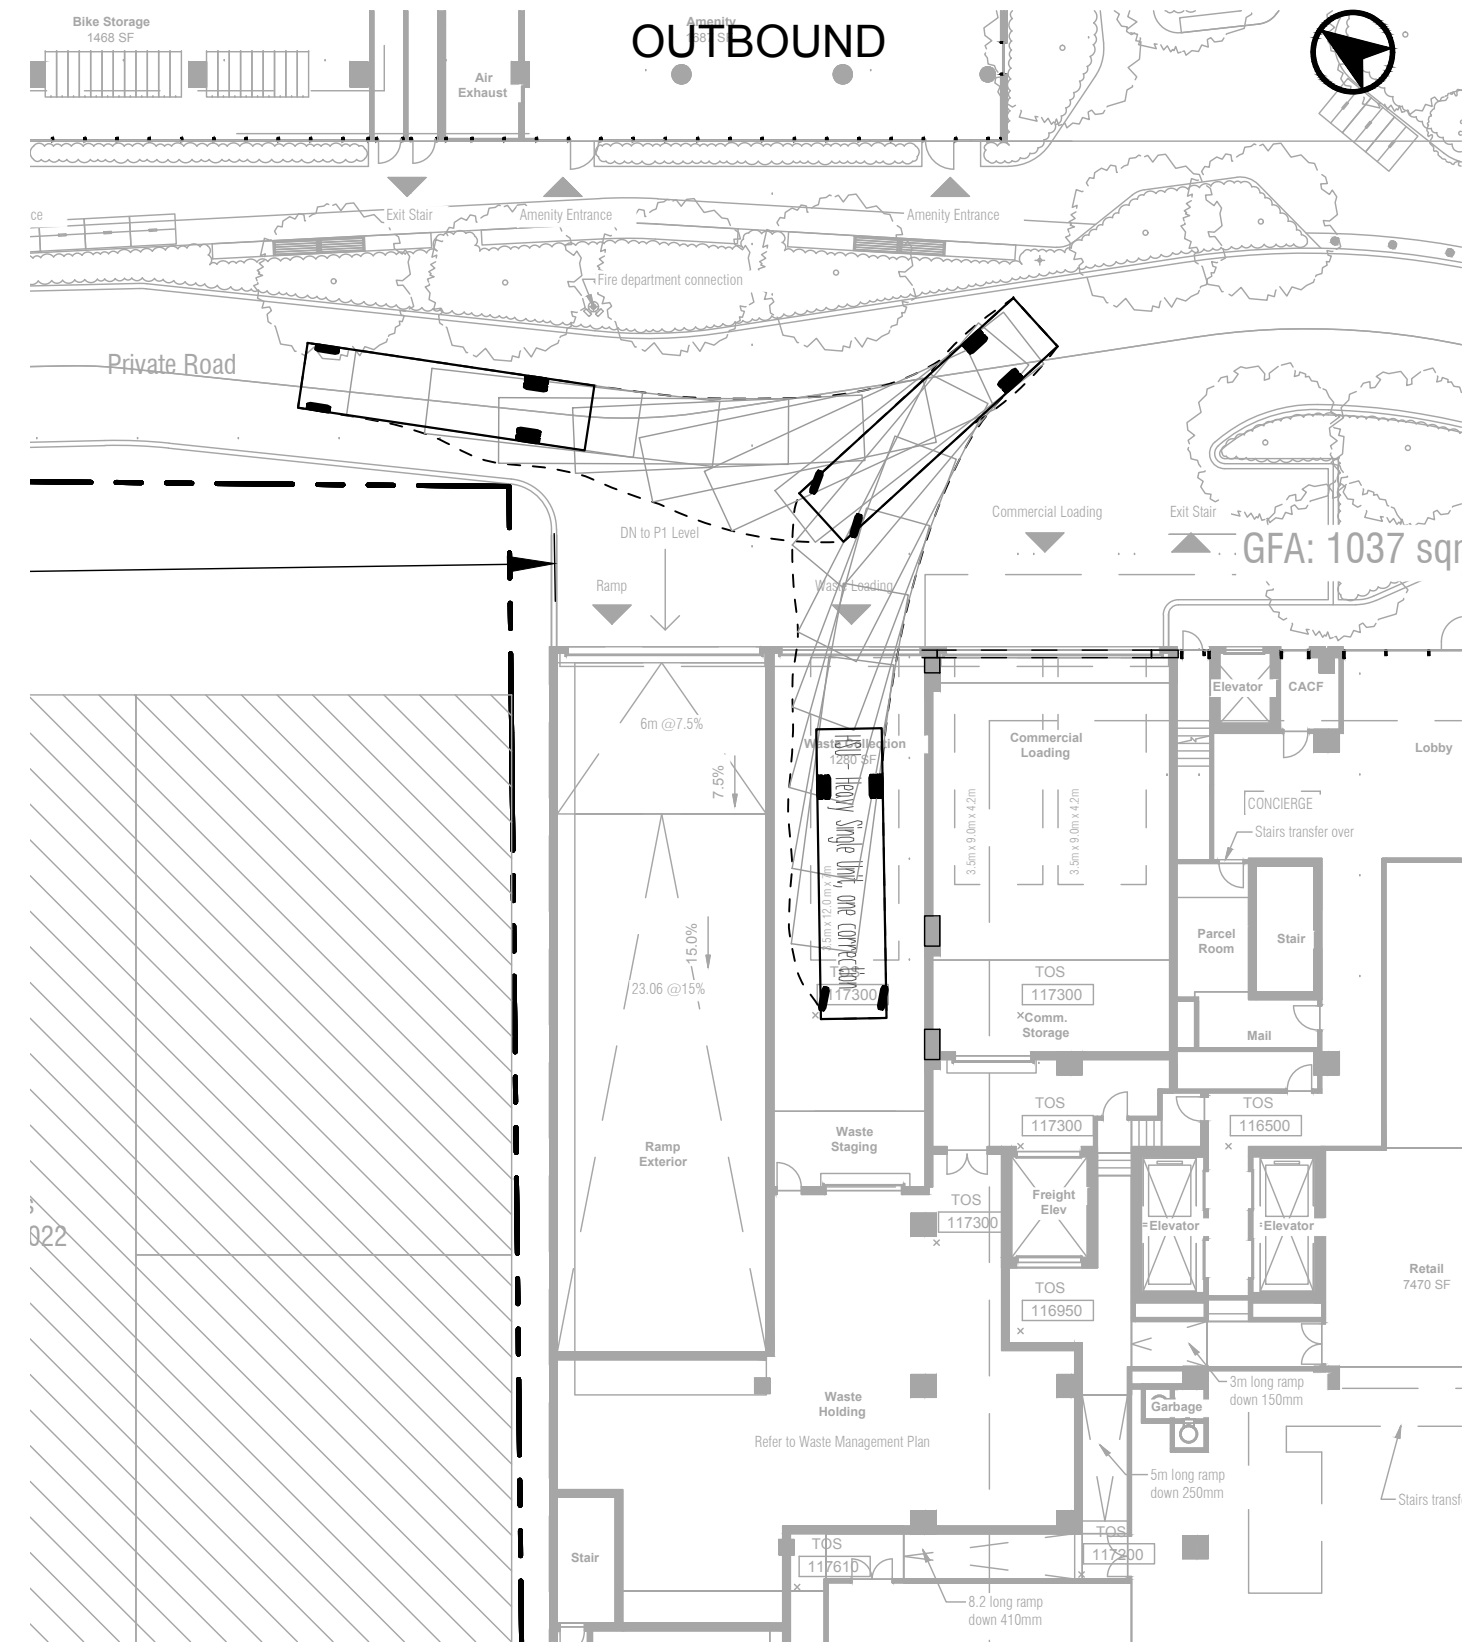 OUTBOUND
Bike Storage
1468 SF
Amenity
Air
Exhaust
ce
Exit Stair
Amenity Entrance
Amenity Entrance
Fire department connection
Private Road
DN to P1 Level
Commercial Loading
Exit Stair
GFA: 1037 sqr
Ramp
Waste Loading
6m @7.5%
7.5%
Waste Collection
1280 SF
HSU - Heavy Single Unit, one correction
3.5m x 12.0m x
Commercial
Loading
3.5m x 9.0m x 4.2m
3.5m x 9.0m x 4.2m
Elevator
CACF
Lobby
CONCIERGE
Stairs transfer over
15.0%
23.06 @15%
TOS
117300
TOS
117300
Comm.
Storage
Parcel
Room
Stair
Mail
TOS
117300
TOS
116500
Waste
Staging
Ramp
Exterior
TOS
117300
Freight
Elev
Elevator
Elevator
022
TOS
116950
Retail
7470 SF
3m long ramp
down 150mm
Garbage
Waste
Holding
Refer to Waste Management Plan
5m long ramp
down 250mm
Stairs transf
TOS
117200
TOS
117610
Stair
8.2 long ramp
down 410mm